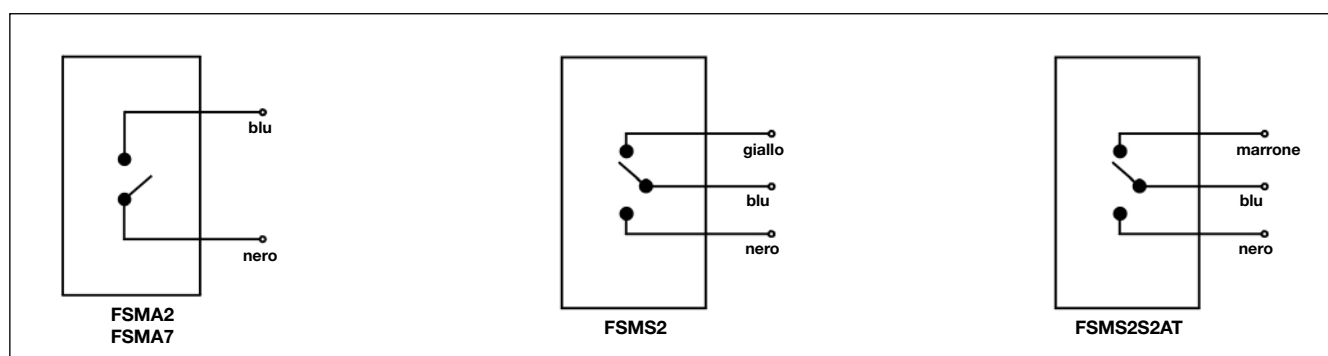 blu
nero
FSMA2
FSMA7
giallo
blu
nero
FSMS2
marrone
blu
nero
FSMS2S2AT